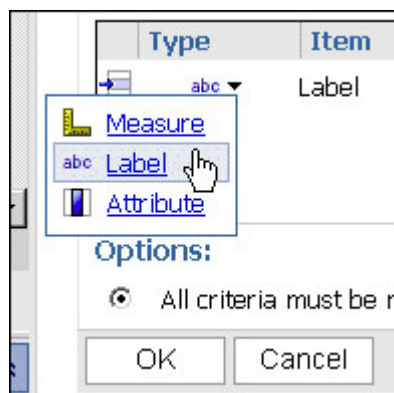 Type Item
abc Label
Measure
abc Label
Attribute
Options:
All criteria must be
OK Cancel